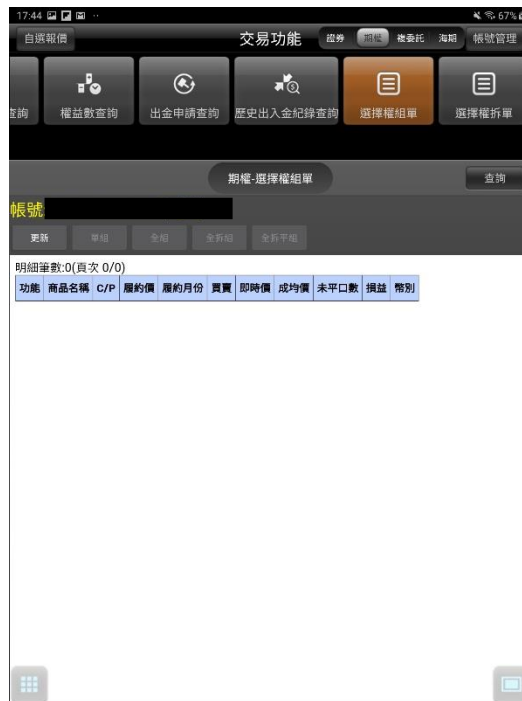 17:44 67%
自選報價 交易功能 證券 期權 複委託 海期 帳號管理
查詢 權益數查詢 出金申請查詢 歷史出入金紀錄查詢 選擇權組單 選擇權拆單
期權-選擇權組單 查詢
帳號
更新 單組 全組 全拆組 全拆平組
明細筆數:0(頁次 0/0)
功能 商品名稱 C/P 履約價 履約月份 買賣 即時價 成均價 未平口數 損益 幣別